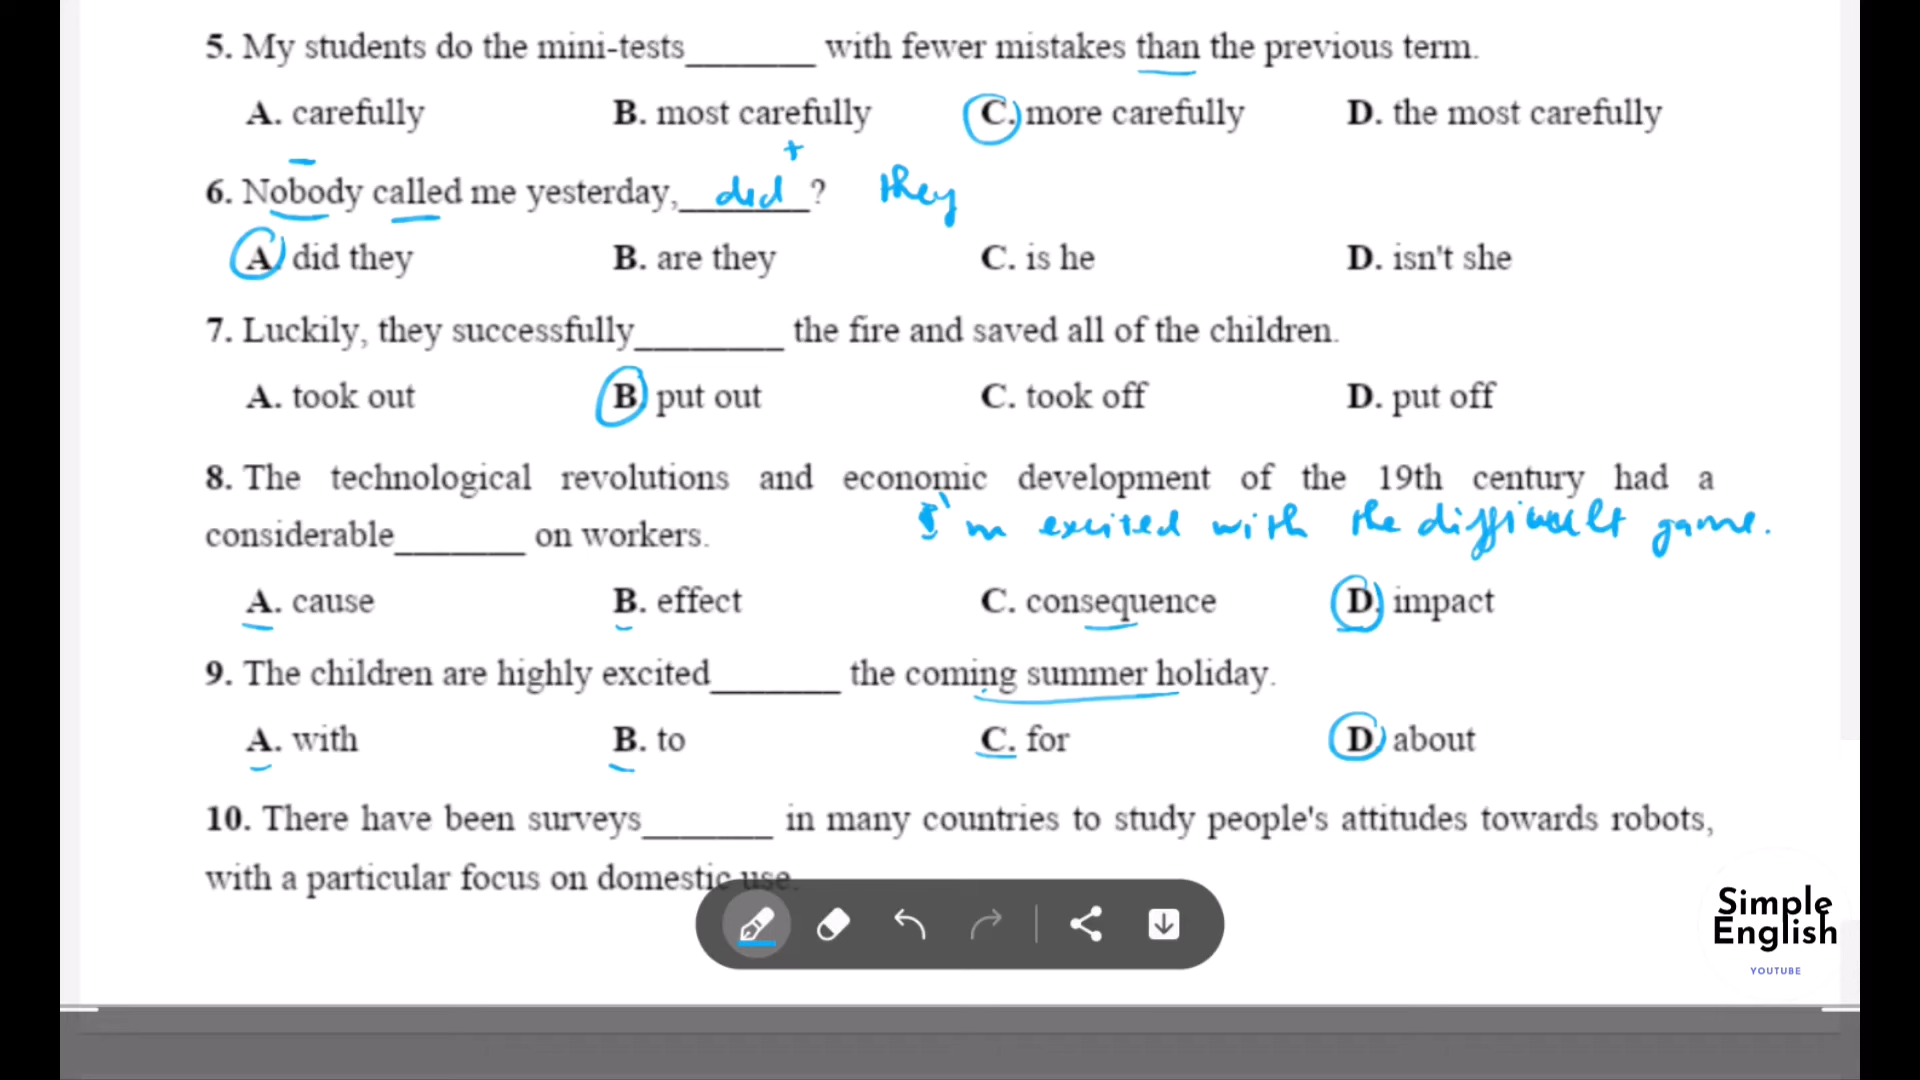 5. My students do the mini-tests_______ with fewer mistakes than the previous term.
A. carefully B. most carefully C. more carefully D. the most carefully
6. Nobody called me yesterday,_______? did they
A. did they B. are they C. is he D. isn't she
7. Luckily, they successfully________ the fire and saved all of the children.
A. took out B. put out C. took off D. put off
8. The technological revolutions and economic development of the 19th century had a
considerable_______ on workers.
I'm excited with the difficult game.
A. cause B. effect C. consequence D. impact
9. The children are highly excited_______ the coming summer holiday.
A. with B. to C. for D. about
10. There have been surveys_______ in many countries to study people's attitudes towards robots,
with a particular focus on domestic use.
Simple
English
YOUTUBE